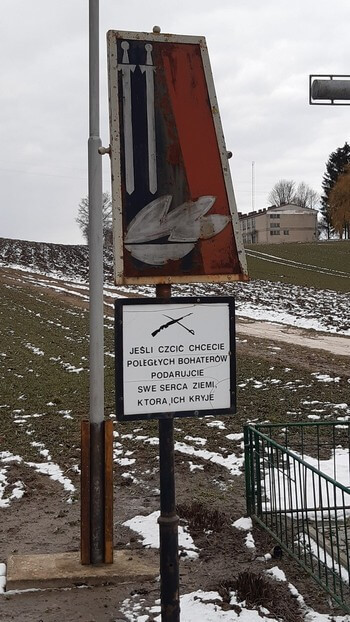 JEŚLI CZCIĆ CHCECIE
POLEGŁYCH BOHATERÓW
PODARUJCIE
SWE SERCA ZIEMI,
KTÓRA ICH KRYJE